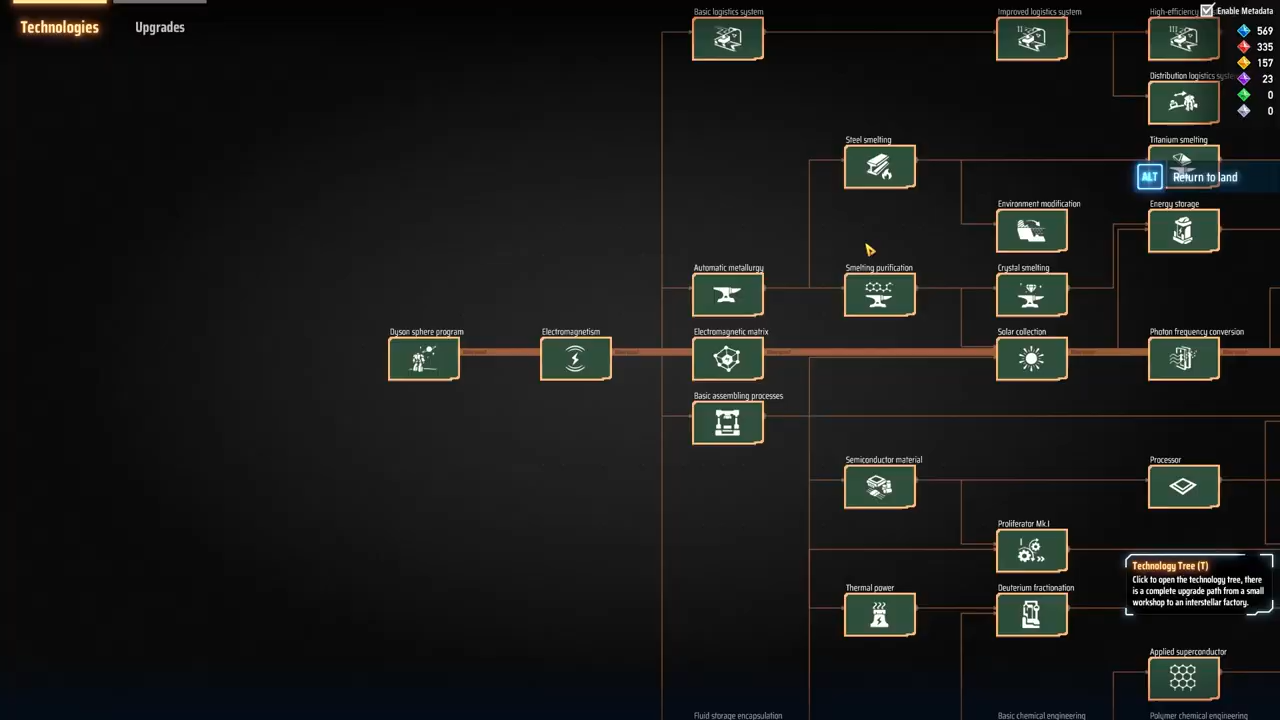 Technologies
Upgrades
Basic logistics system
Improved logistics system
High-efficiency
Enable Metadata
569
335
157
23
0
0
Distribution logistics
Steel smelting
Titanium smelting
ALT
Return to land
Environment modification
Energy storage
Automatic metallurgy
Smelting purification
Crystal smelting
Dyson sphere program
Electromagnetism
Electromagnetic matrix
Solar collection
Photon frequency conversion
Basic assembling processes
Semiconductor material
Processor
Proliferator Mk.I
Thermal power
Deuterium fractionation
Technology Tree (T)
Click to open the technology tree, there
is a complete upgrade path from a small
workshop to an interstellar factory.
Applied superconductor
Fluid storage encapsulation
Basic chemical engineering
Polymer chemical engineering